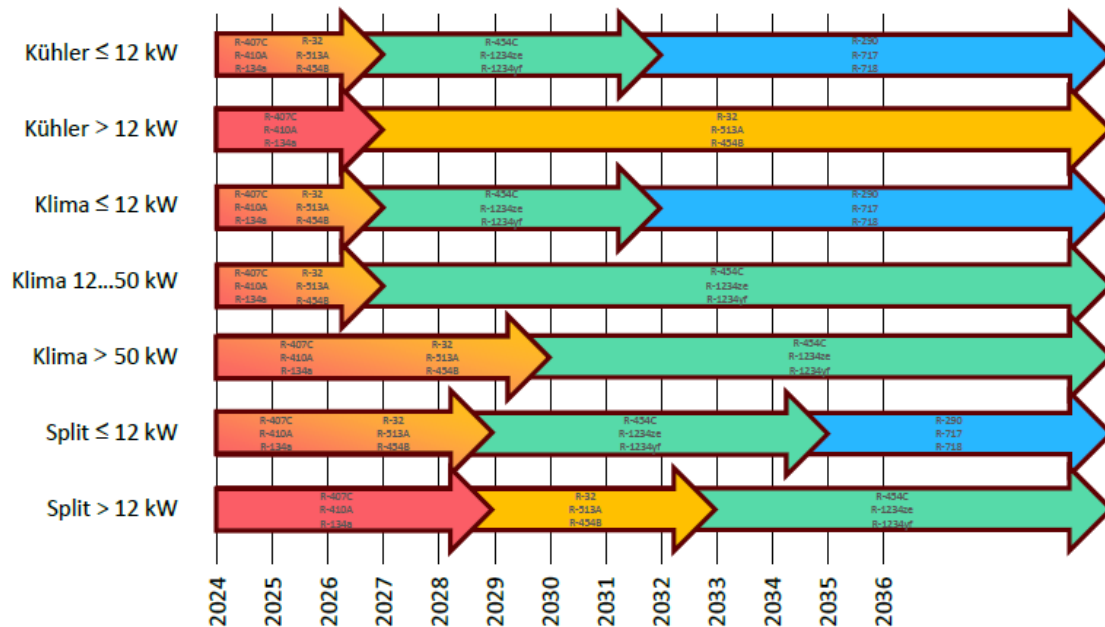 Kühler ≤ 12 kW
R-407C R-32 R-454C R-290
R-410A R-513A R-1234ze R-717
R-134a R-454B R-1234yf R-718
Kühler > 12 kW
R-407C R-32
R-410A R-513A
R-134a R-454B
Klima ≤ 12 kW
R-407C R-32 R-454C R-290
R-410A R-513A R-1234ze R-717
R-134a R-454B R-1234yf R-718
Klima 12...50 kW
R-407C R-32 R-454C
R-410A R-513A R-1234ze
R-134a R-454B R-1234yf
Klima > 50 kW
R-407C R-32 R-454C
R-410A R-513A R-1234ze
R-134a R-454B R-1234yf
Split ≤ 12 kW
R-407C R-32 R-454C R-290
R-410A R-513A R-1234ze R-717
R-134a R-454B R-1234yf R-718
Split > 12 kW
R-407C R-32 R-454C
R-410A R-513A R-1234ze
R-134a R-454B R-1234yf
2024 2025 2026 2027 2028 2029 2030 2031 2032 2033 2034 2035 2036